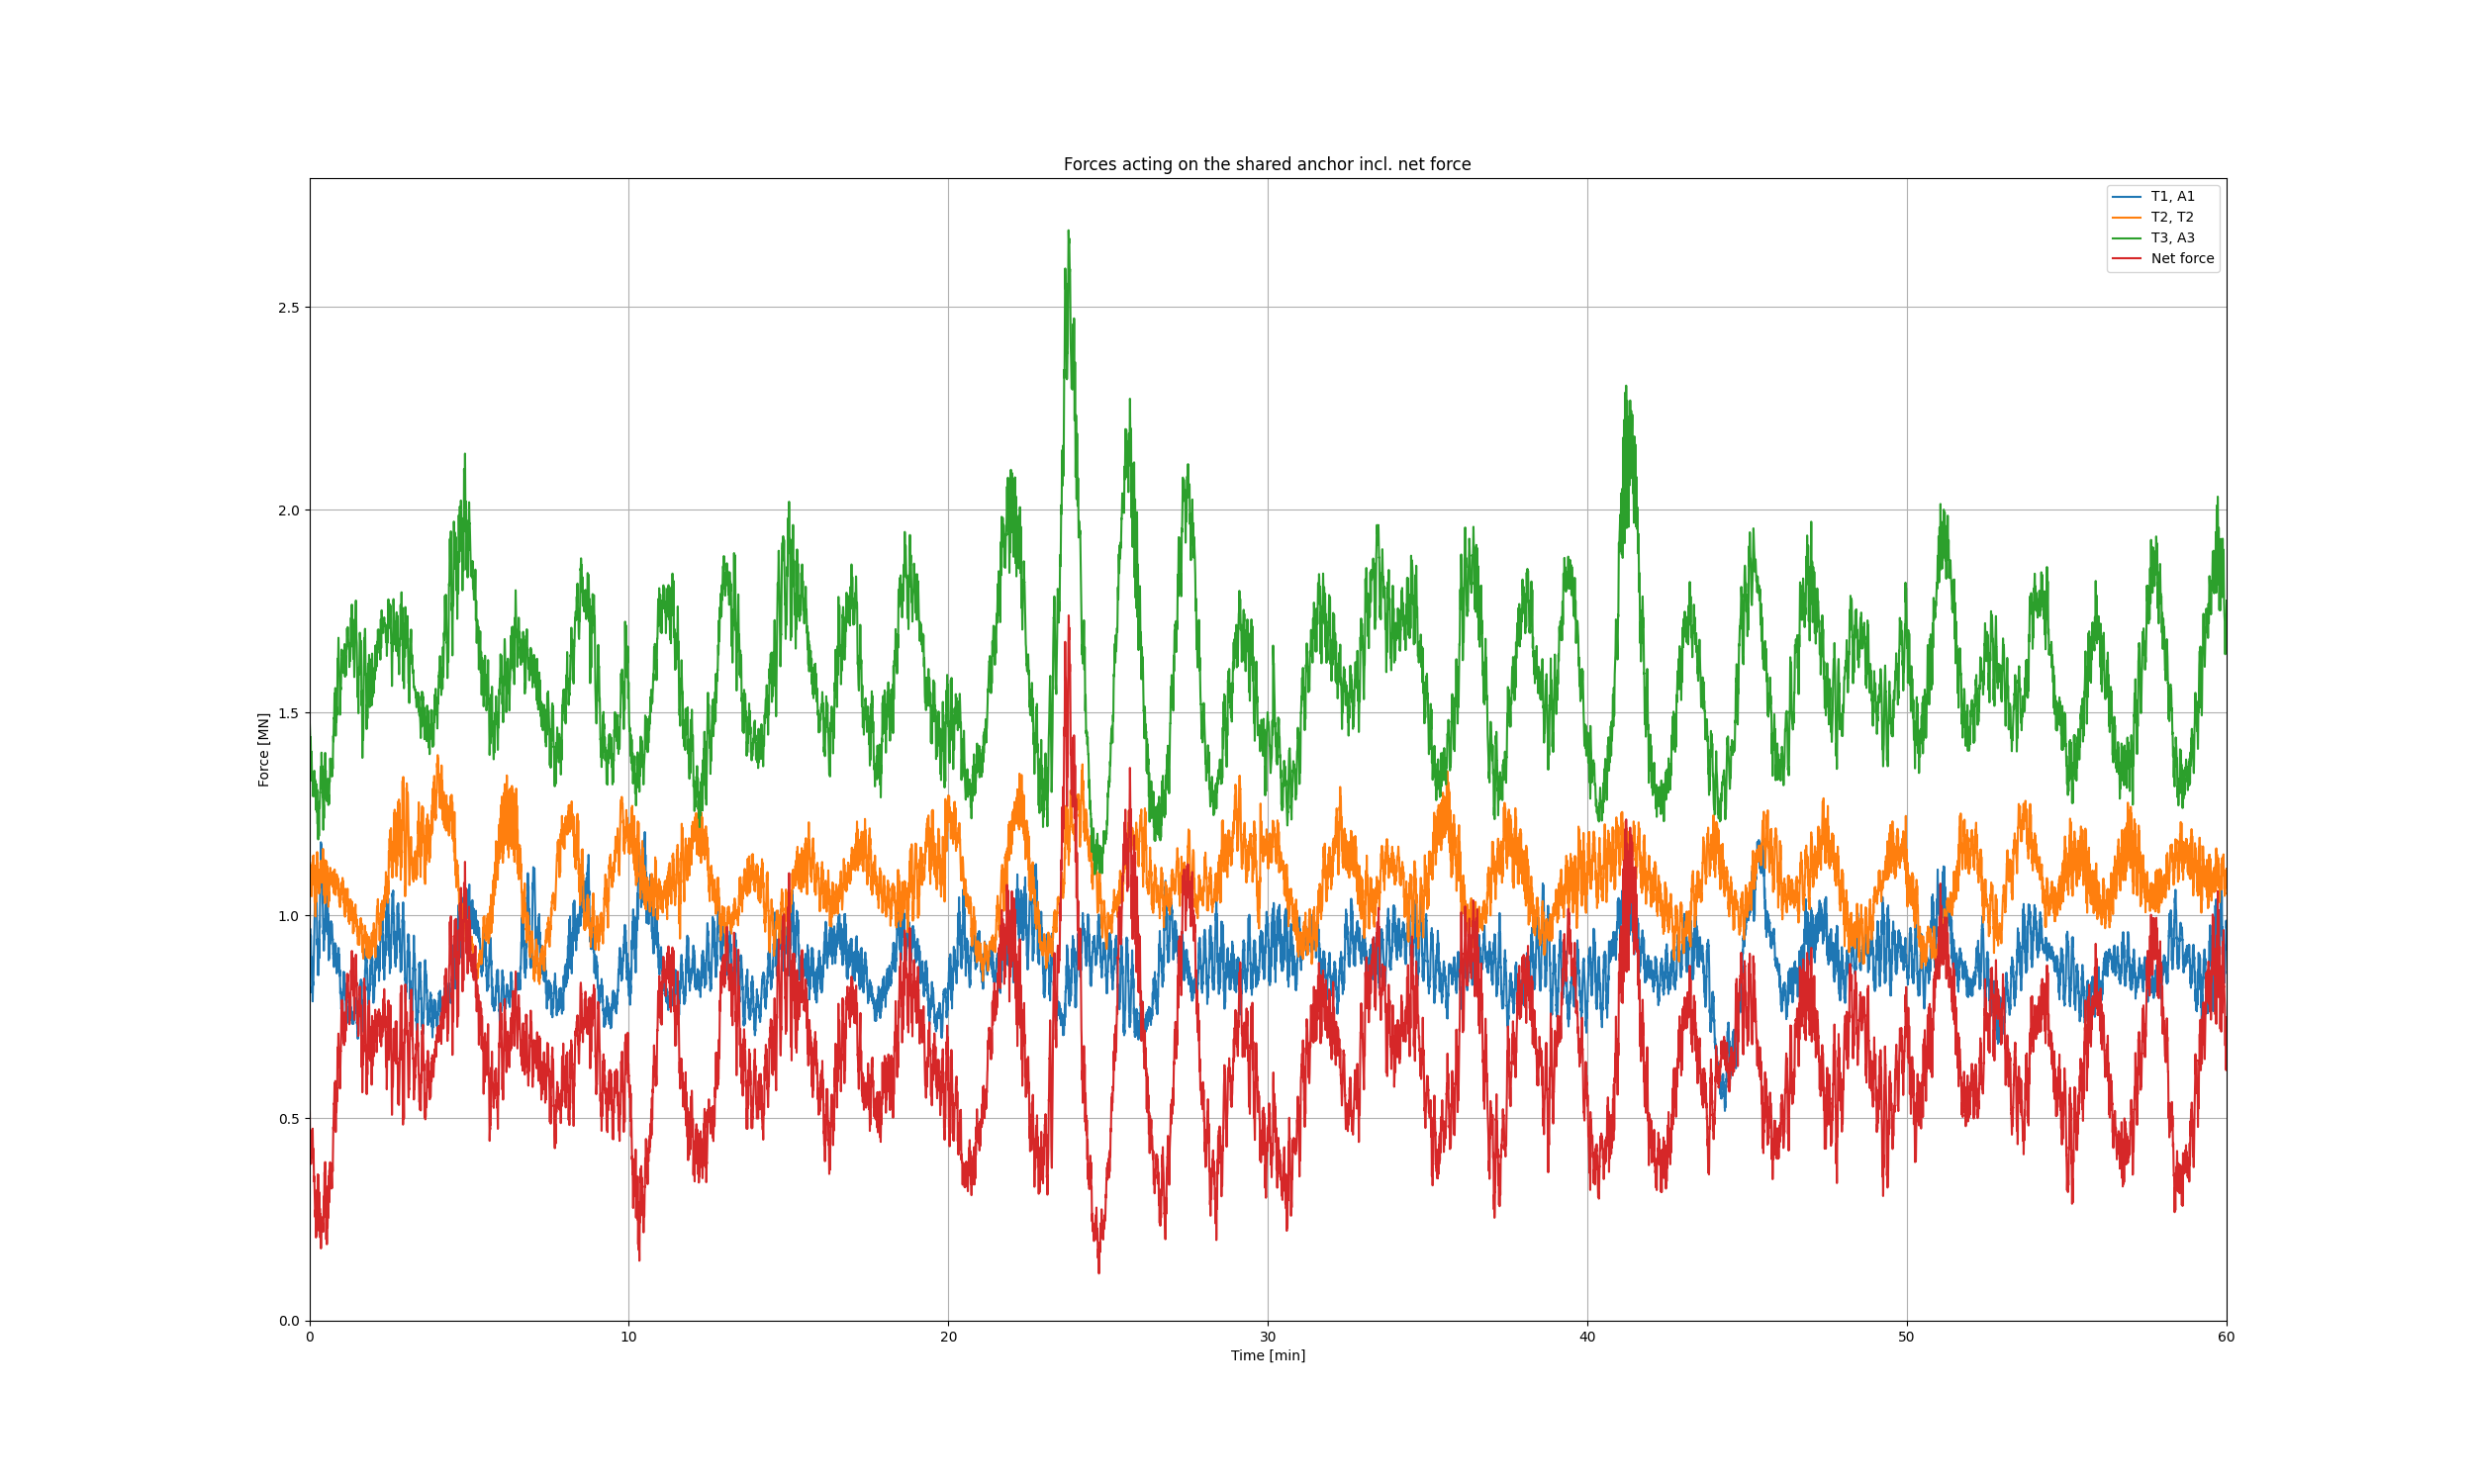 Forces acting on the shared anchor incl. net force
T1, A1
T2, T2
T3, A3
Net force
Force [MN]
2.5
2.0
1.5
1.0
0.5
0.0
0 10 20 30 40 50 60
Time [min]